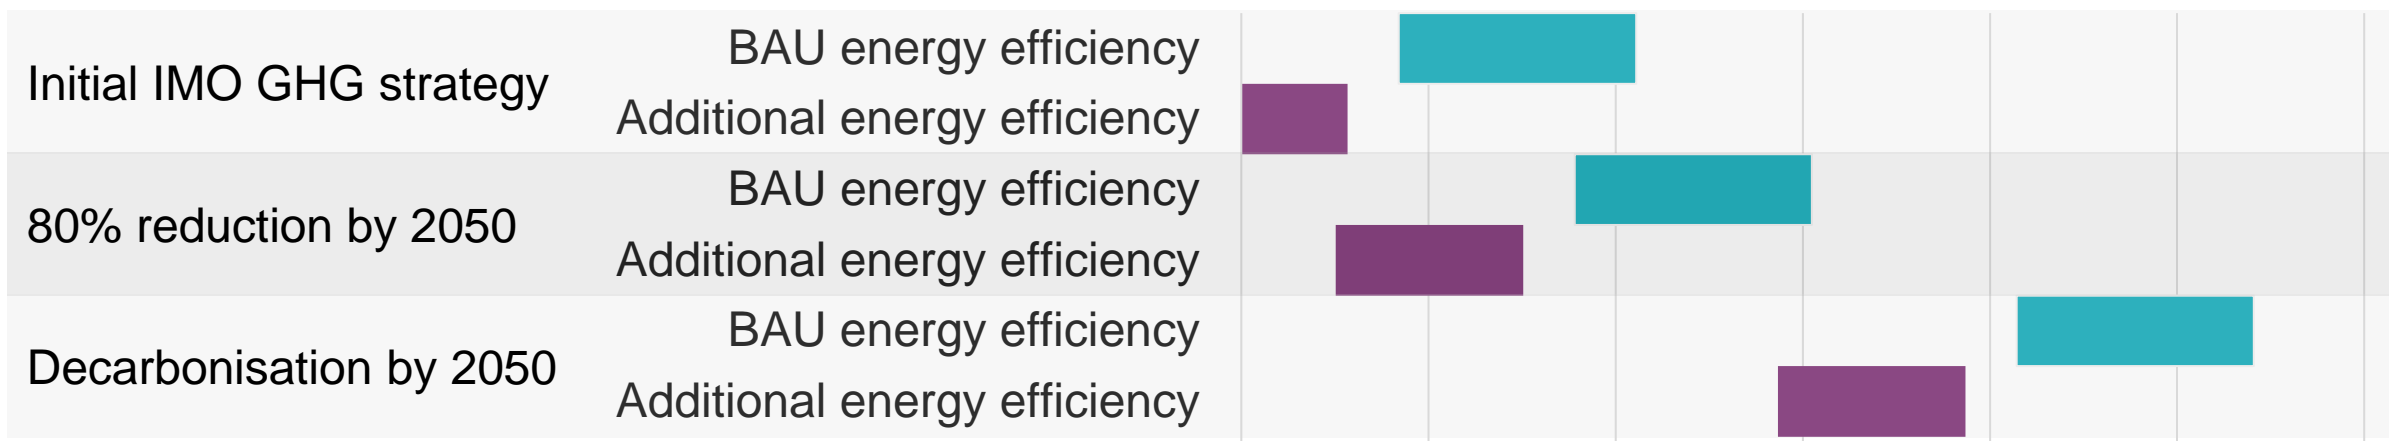 Initial IMO GHG strategy
BAU energy efficiency
Additional energy efficiency
80% reduction by 2050
BAU energy efficiency
Additional energy efficiency
Decarbonisation by 2050
BAU energy efficiency
Additional energy efficiency